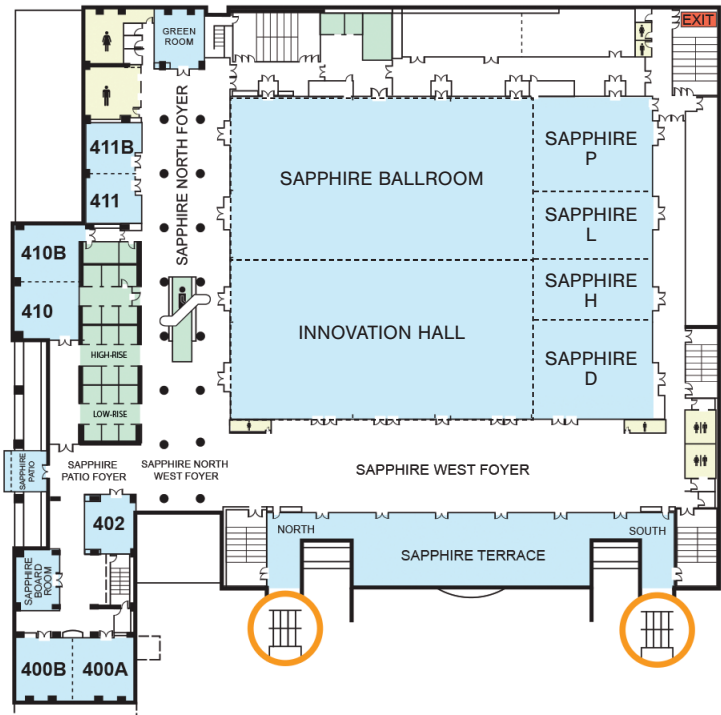 EXIT
GREEN
ROOM
SAPPHIRE NORTH FOYER
411B
411
SAPPHIRE BALLROOM
SAPPHIRE
P
SAPPHIRE
L
410B
410
SAPPHIRE
H
INNOVATION HALL
SAPPHIRE
D
HIGH-RISE
LOW-RISE
SAPPHIRE
PATIO
SAPPHIRE
PATIO FOYER
SAPPHIRE NORTH
WEST FOYER
SAPPHIRE WEST FOYER
402
NORTH
SOUTH
SAPPHIRE TERRACE
SAPPHIRE
BOARD
ROOM
400B
400A